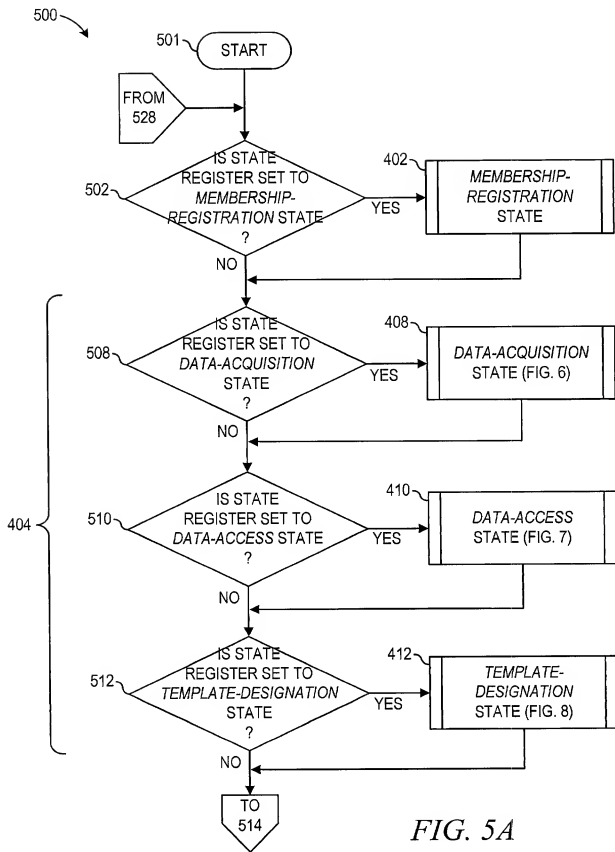 500
501
START
FROM
528
IS STATE
REGISTER SET TO
MEMBERSHIP-
REGISTRATION STATE
?
502
YES
402
MEMBERSHIP-
REGISTRATION
STATE
NO
404
IS STATE
REGISTER SET TO
DATA-ACQUISITION
STATE
?
508
YES
408
DATA-ACQUISITION
STATE (FIG. 6)
NO
IS STATE
REGISTER SET TO
DATA-ACCESS STATE
?
510
YES
410
DATA-ACCESS
STATE (FIG. 7)
NO
IS STATE
REGISTER SET TO
TEMPLATE-DESIGNATION
STATE
?
512
YES
412
TEMPLATE-
DESIGNATION
STATE (FIG. 8)
NO
TO
514
FIG. 5A